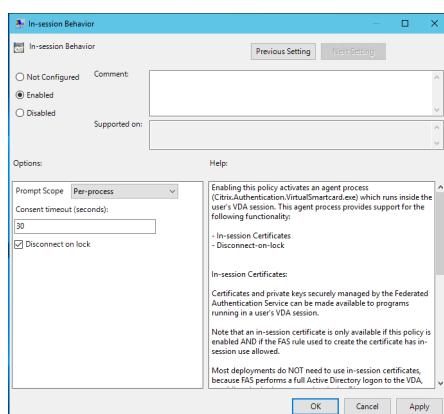 In-session Behavior
In-session Behavior
Previous Setting
Next Setting
Not Configured
Comment:
Enabled
Disabled
Supported on:
Options:
Help:
Prompt Scope
Per-process
Consent timeout (seconds):
30
Disconnect on lock
Enabling this policy activates an agent process
(Citrix.Authentication.VirtualSmartcard.exe) which runs inside the
user's VDA session. This agent process provides support for the
following functionality:
- In-session Certificates
- Disconnect-on-lock
In-session Certificates:
Certificates and private keys securely managed by the Federated
Authentication Service can be made available to programs
running in a user's VDA session.
Note that an in-session certificate is only available if this policy is
enabled AND if the FAS rule used to create the certificate has in-
session use allowed.
Most deployments do NOT need to use in-session certificates,
because FAS performs a full Active Directory logon to the VDA,
OK
Cancel
Apply